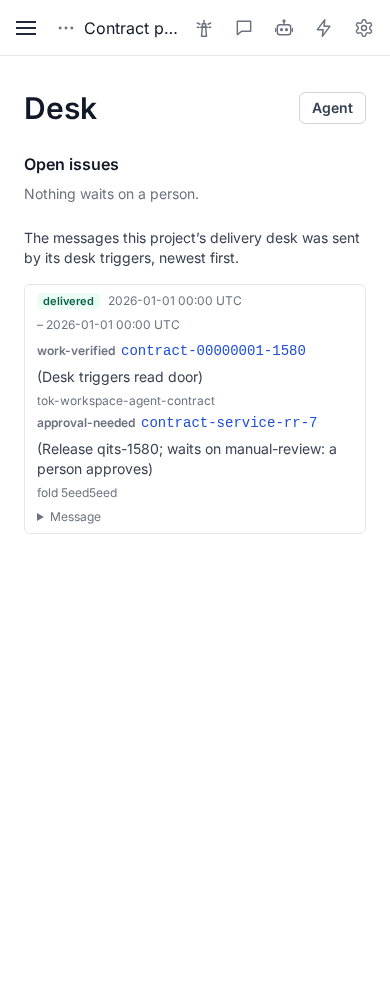 Contract p...
Desk
Agent
Open issues
Nothing waits on a person.
The messages this project’s delivery desk was sent
by its desk triggers, newest first.
delivered 2026-01-01 00:00 UTC
– 2026-01-01 00:00 UTC
work-verified contract-00000001-1580
(Desk triggers read door)
tok-workspace-agent-contract
approval-needed contract-service-rr-7
(Release qits-1580; waits on manual-review: a
person approves)
fold 5eed5eed
Message